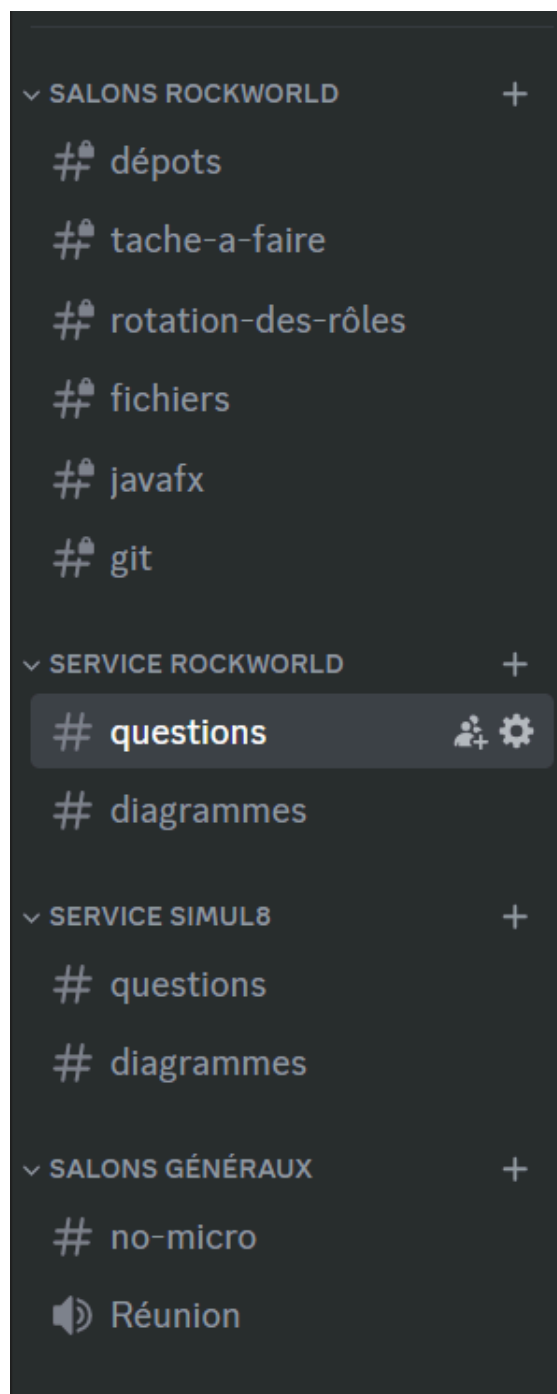 SALONS ROCKWORLD
dépots
tache-a-faire
rotation-des-rôles
fichiers
javafx
git
SERVICE ROCKWORLD
questions
diagrammes
SERVICE SIMUL8
questions
diagrammes
SALONS GÉNÉRAUX
no-micro
Réunion